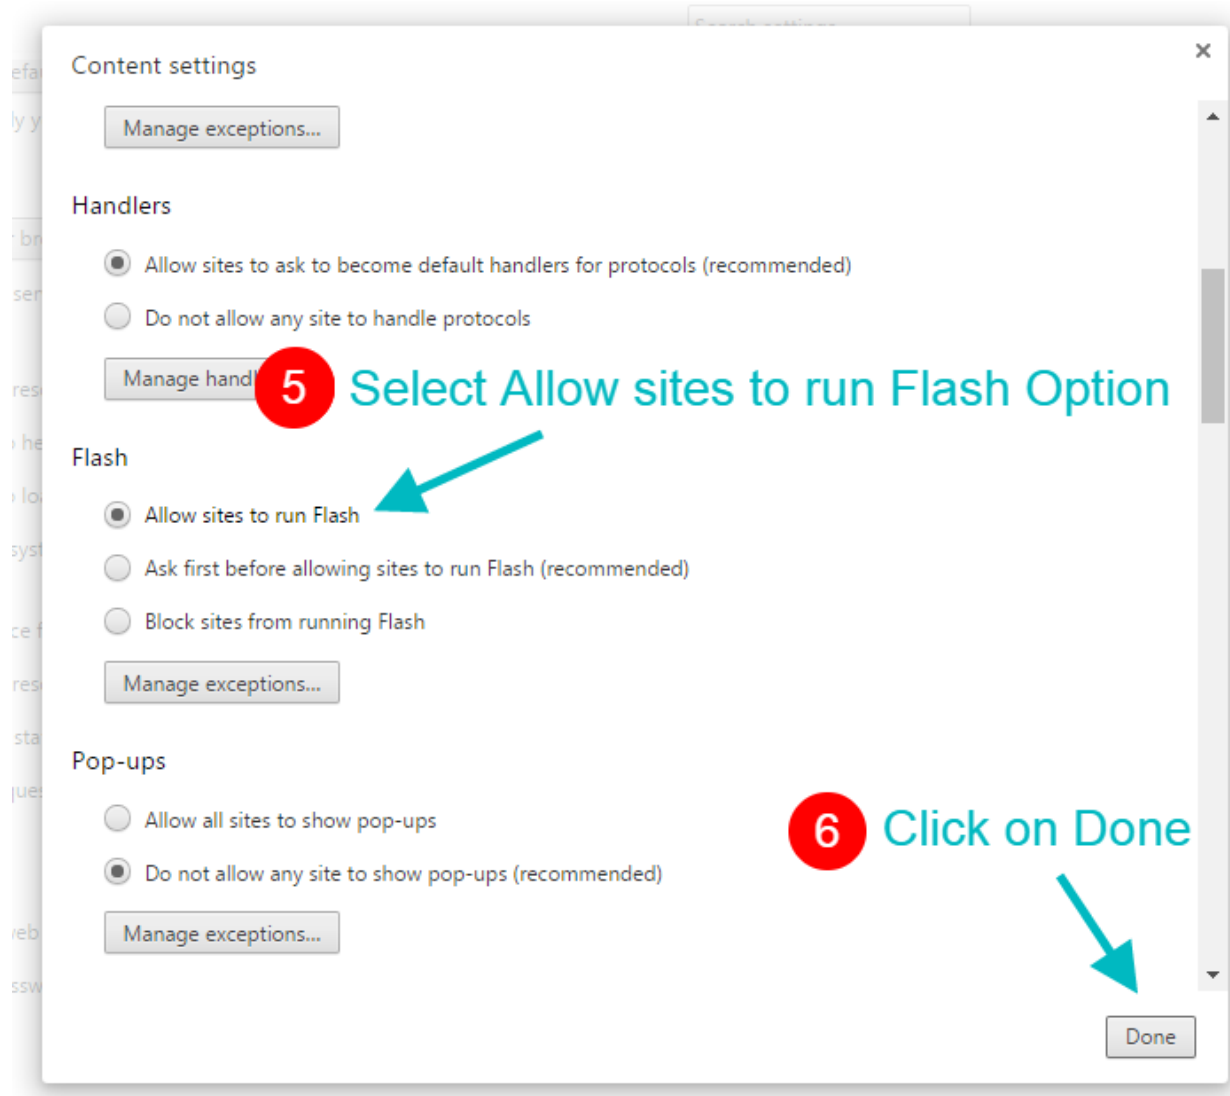 Search settings
Content settings
Manage exceptions...
Handlers
Allow sites to ask to become default handlers for protocols (recommended)
Do not allow any site to handle protocols
Manage handl
5 Select Allow sites to run Flash Option
Flash
Allow sites to run Flash
Ask first before allowing sites to run Flash (recommended)
Block sites from running Flash
Manage exceptions...
Pop-ups
Allow all sites to show pop-ups
6 Click on Done
Do not allow any site to show pop-ups (recommended)
Manage exceptions...
Done